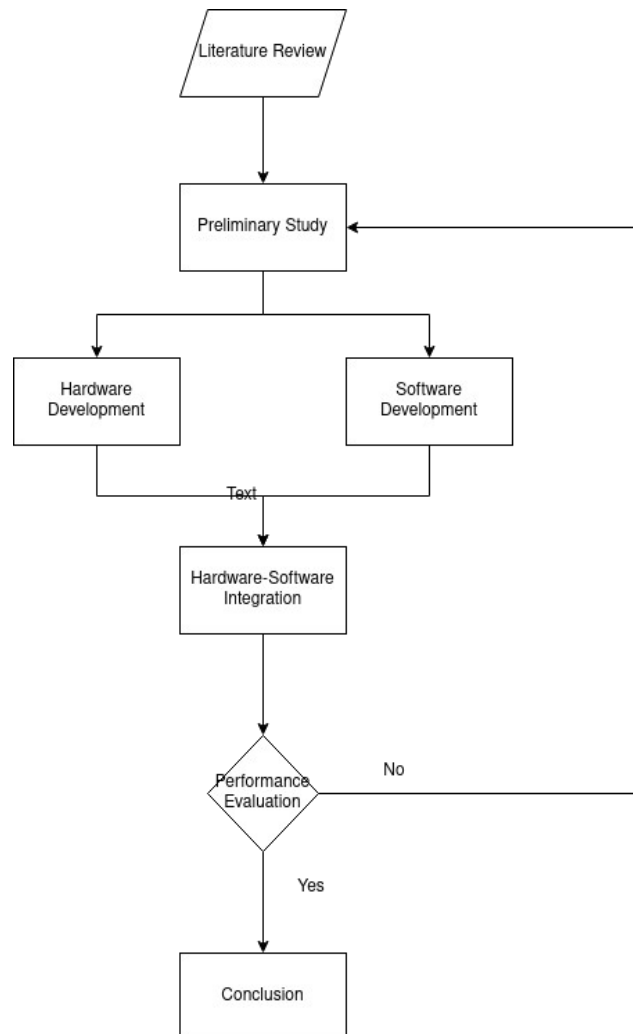 Literature Review
Preliminary Study
Hardware
Development
Software
Development
Text
Hardware-Software
Integration
Performance
Evaluation
No
Yes
Conclusion